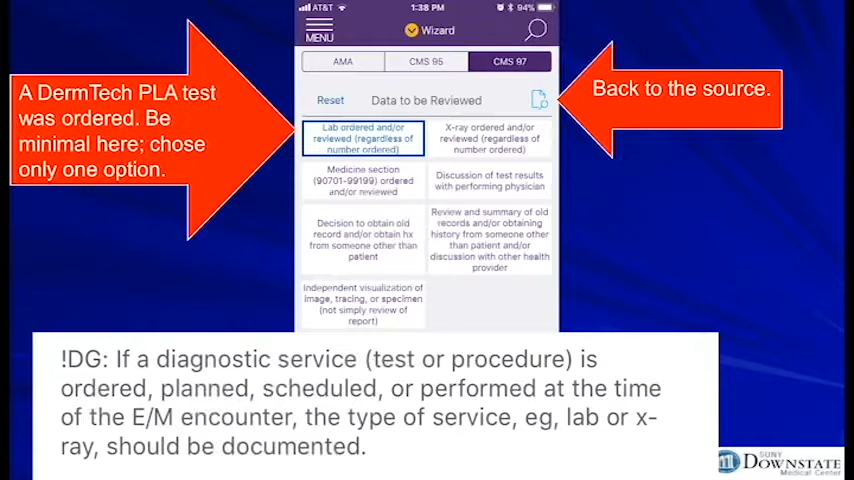 AT&T
1:38 PM
94%
MENU
Wizard
AMA
CMS 95
CMS 97
Reset
Data to be Reviewed
A DermTech PLA test
was ordered. Be
minimal here; chose
only one option.
Back to the source.
Lab ordered and/or
reviewed (regardless of
number ordered)
X-ray ordered and/or
reviewed (regardless of
number ordered)
Medicine section
(90701-99199) ordered
and/or reviewed
Discussion of test results
with performing physician
Decision to obtain old
record and/or obtain hx
from someone other than
patient
Review and summary of old
records and/or obtaining
history from someone other
than patient and/or
discussion with other health
provider
Independent visualization of
image, tracing, or specimen
(not simply review of
report)
!DG: If a diagnostic service (test or procedure) is
ordered, planned, scheduled, or performed at the time
of the E/M encounter, the type of service, eg, lab or x-
ray, should be documented.
SUNY
DOWNSTATE
Medical Center